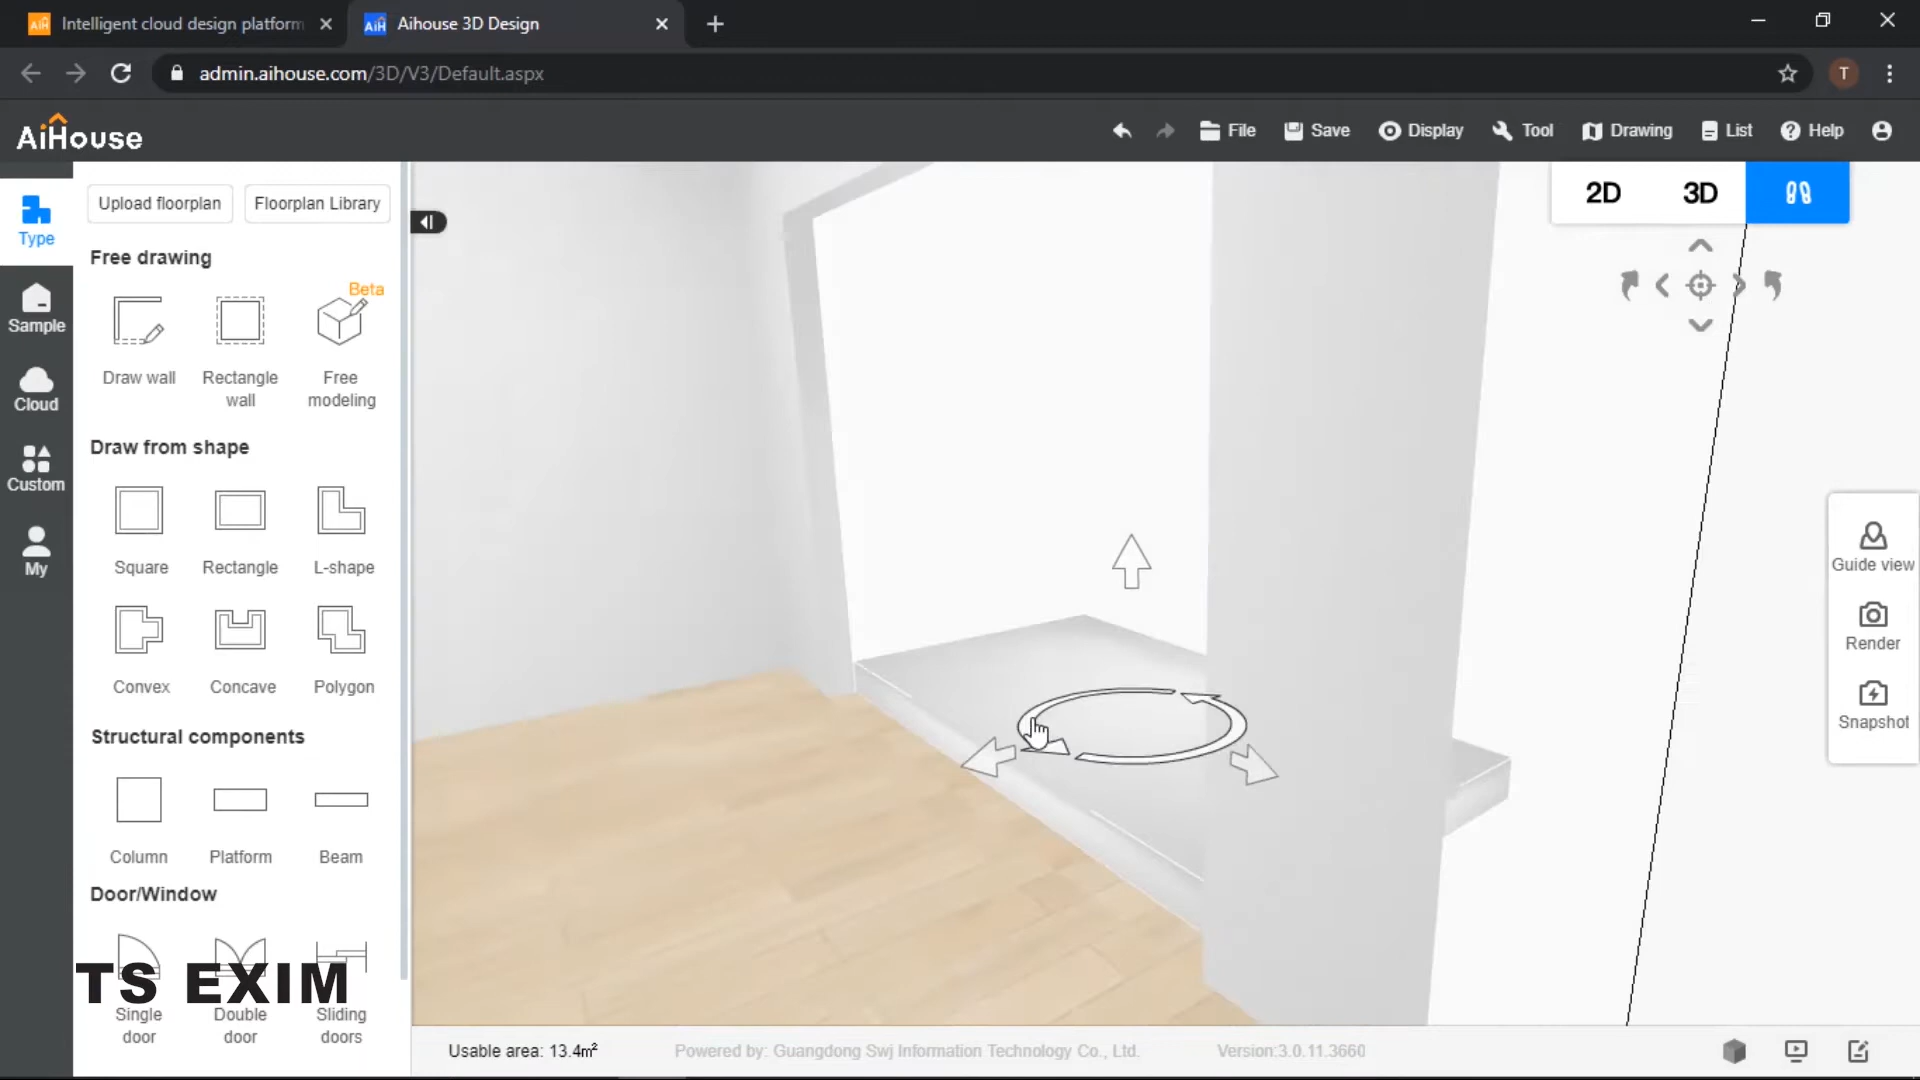 Intelligent cloud design platform
Aihouse 3D Design
admin.aihouse.com/3D/V3/Default.aspx
T
AiHouse
File
Save
Display
Tool
Drawing
List
Help
Type
Sample
Cloud
Custom
My
Upload floorplan
Floorplan Library
Free drawing
Beta
Draw wall
Rectangle wall
Free modeling
Draw from shape
Square
Rectangle
L-shape
Convex
Concave
Polygon
Structural components
Column
Platform
Beam
Door/Window
TS EXIM
Single door
Double door
Sliding doors
2D
3D
Guide view
Render
Snapshot
Usable area: 13.4m²
Powered by: Guangdong Swj Information Technology Co., Ltd.
Version:3.0.11.3660